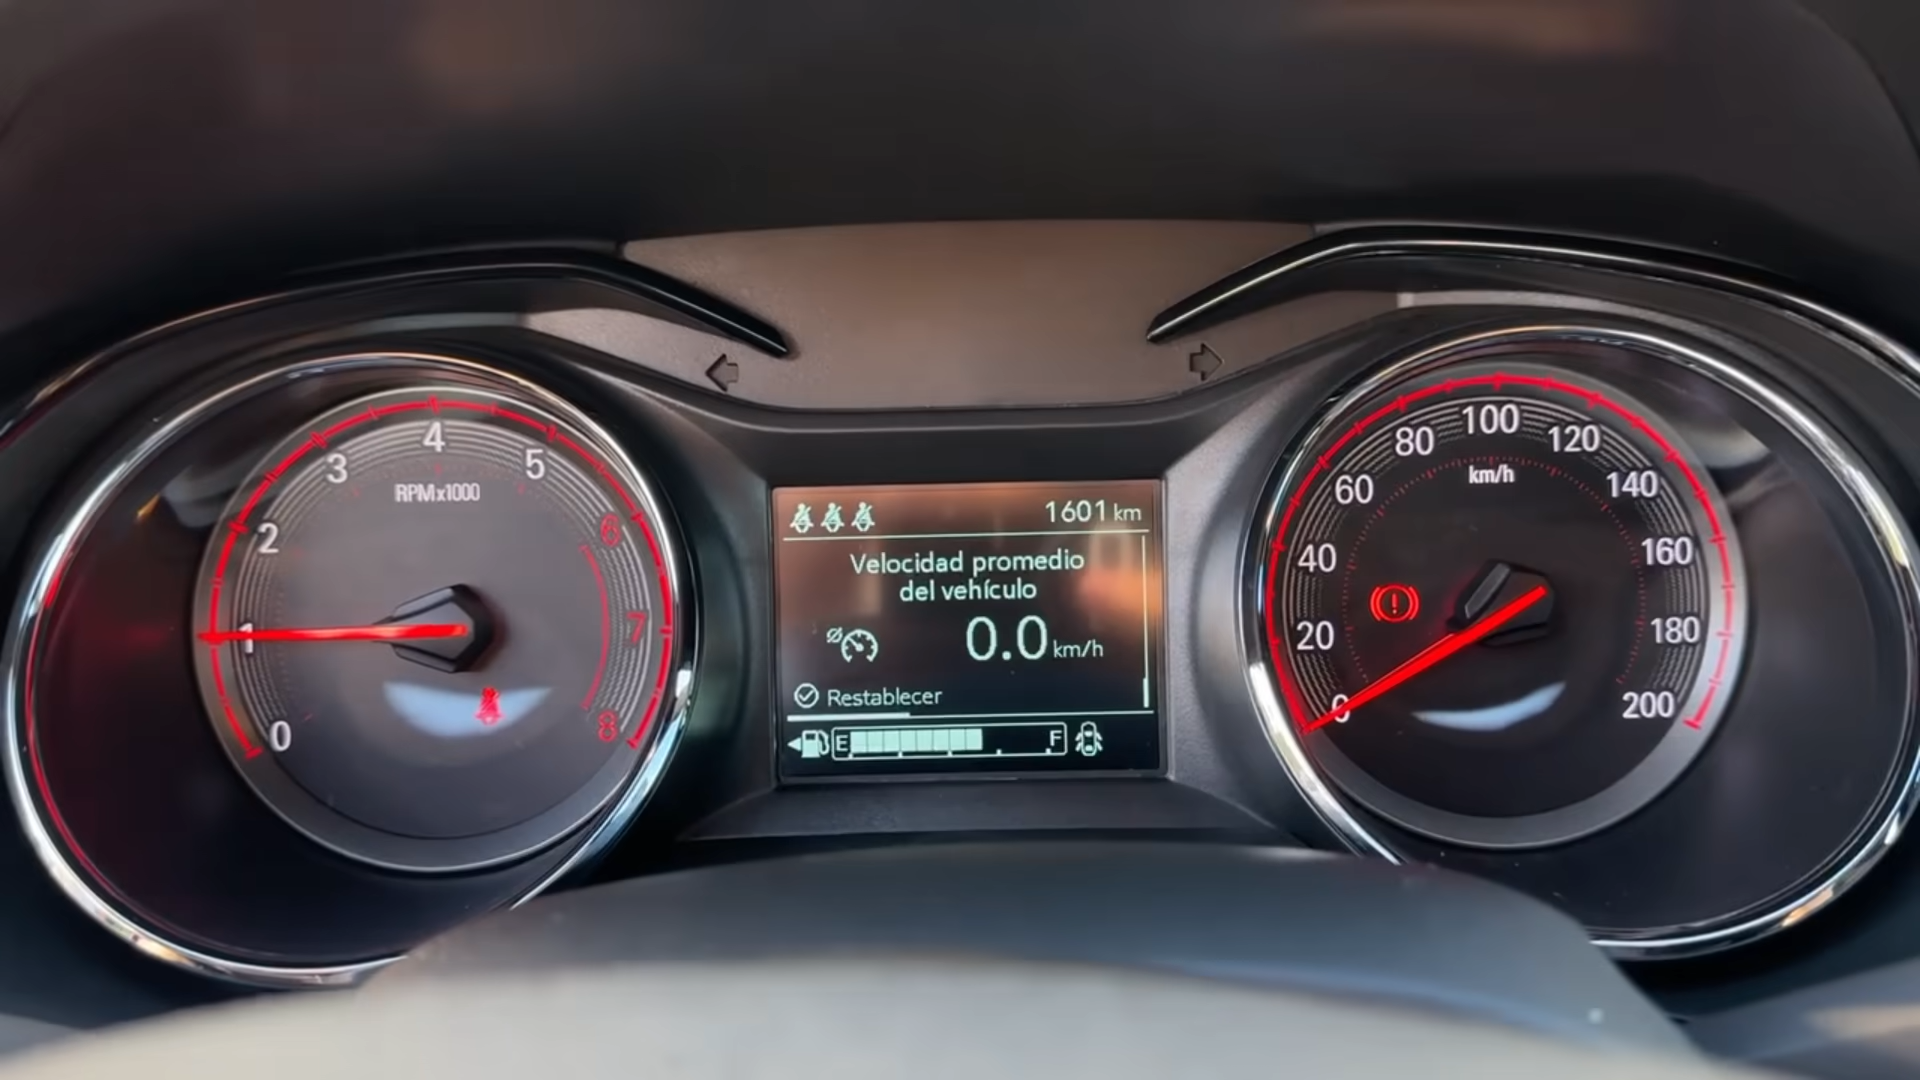 0
1
2
3
4
5
6
7
8
RPMx1000
1601 km
Velocidad promedio
del vehículo
0.0 km/h
Restablecer
E F
0
20
40
60
80
100
120
140
160
180
200
km/h
!